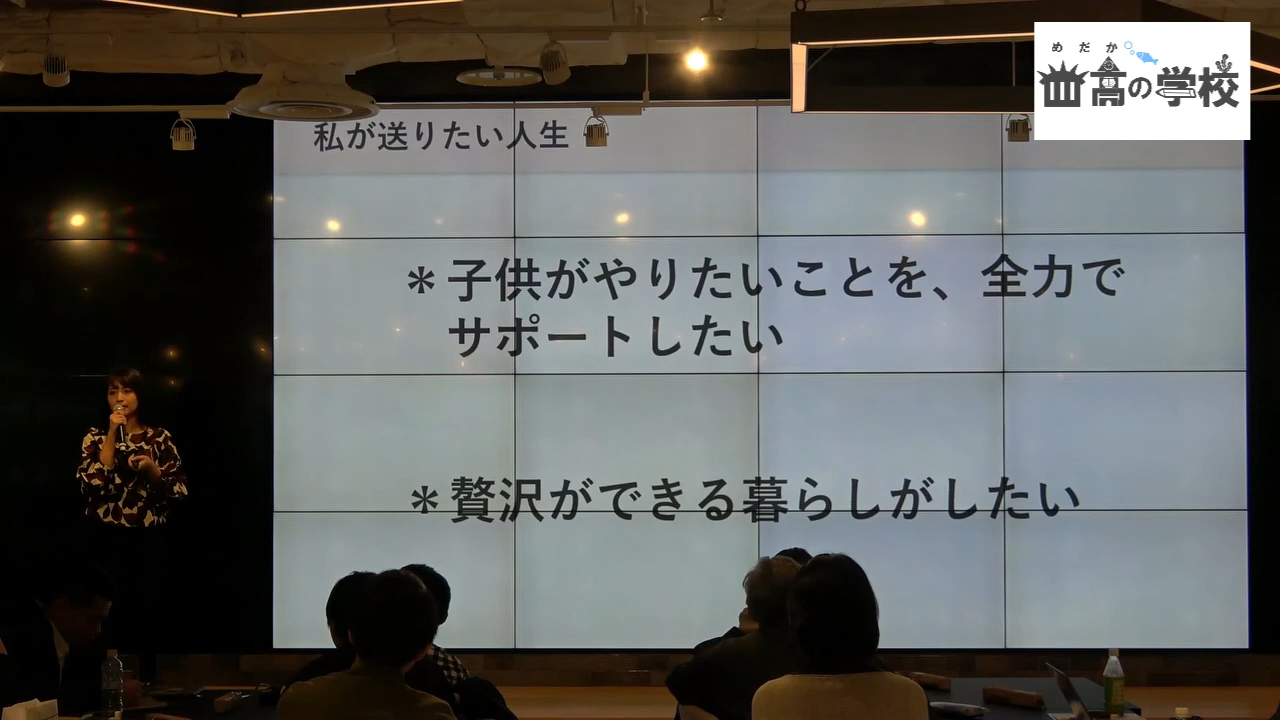 めだか
皿高の学校
私が送りたい人生
＊子供がやりたいことを、全力で
サポートしたい
＊贅沢ができる暮らしがしたい